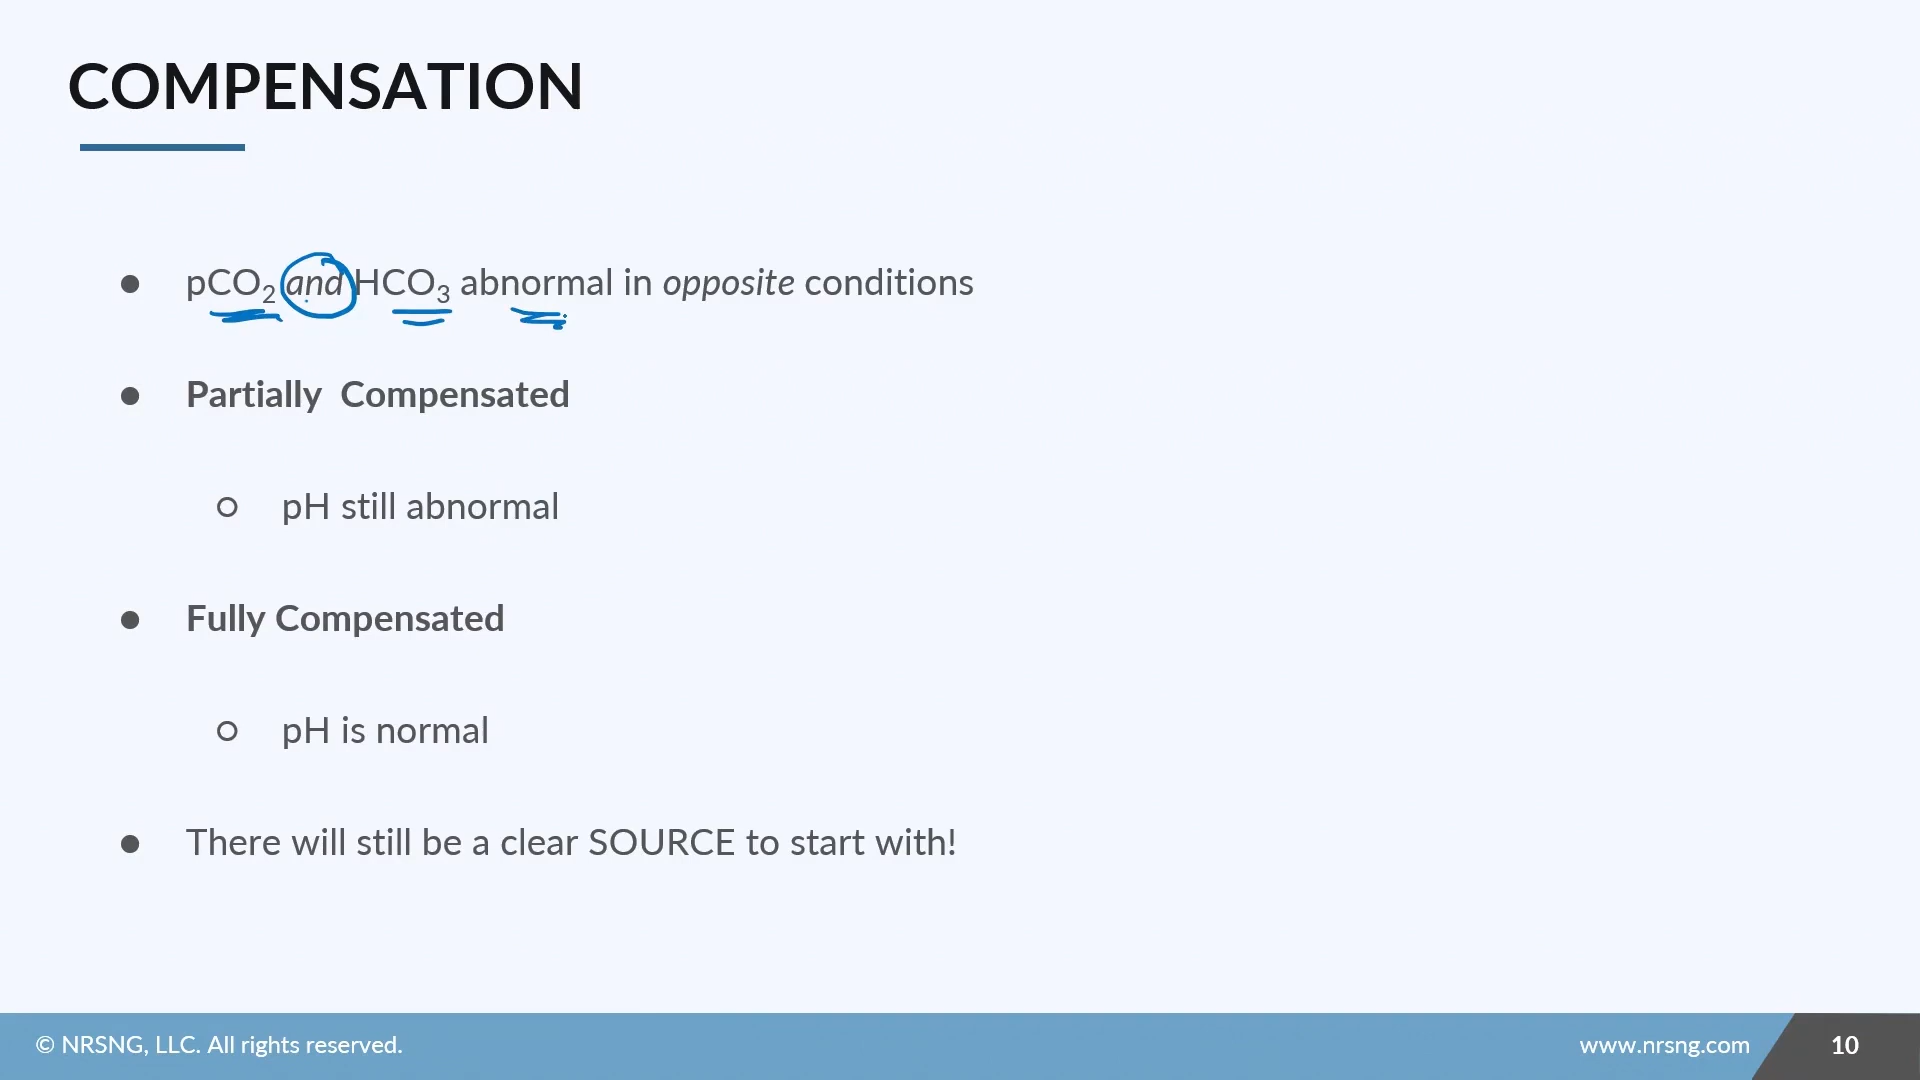 COMPENSATION
● pCO₂ and HCO₃ abnormal in opposite conditions
● Partially  Compensated
○ pH still abnormal
● Fully Compensated
○ pH is normal
● There will still be a clear SOURCE to start with!
© NRSNG, LLC. All rights reserved.
www.nrsng.com
10